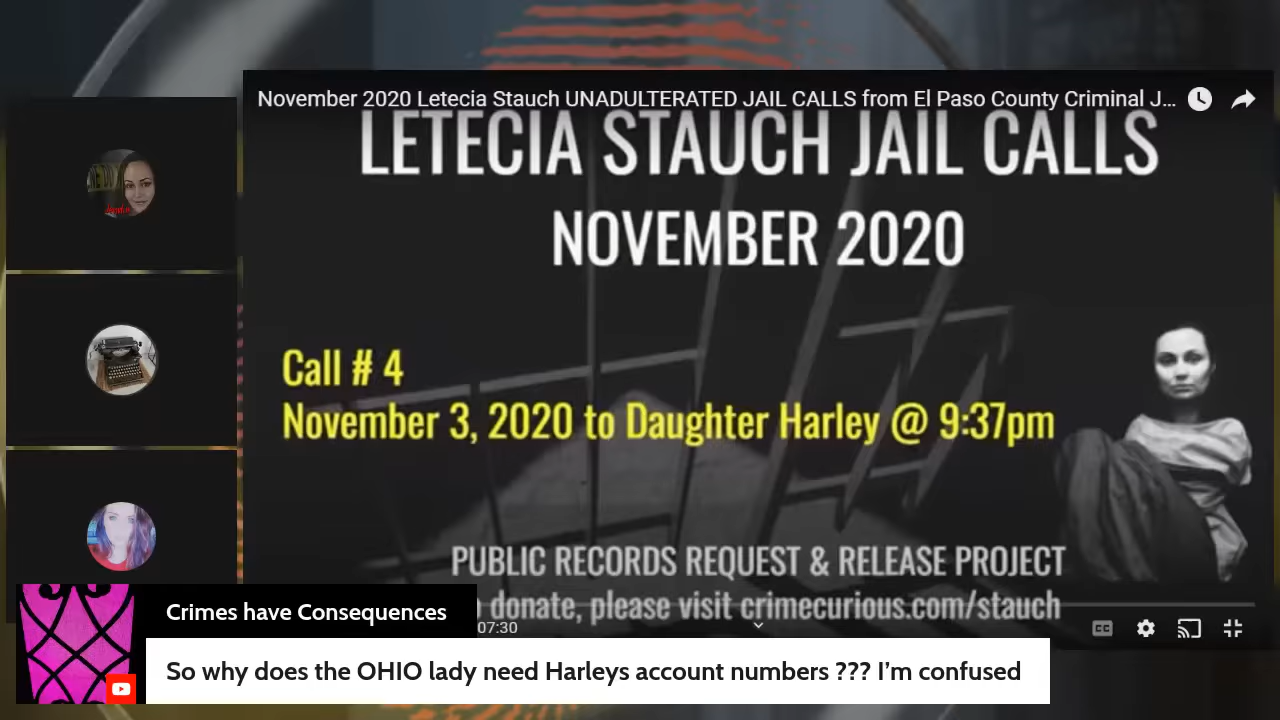 November 2020 Letecia Stauch UNADULTERATED JAIL CALLS from El Paso County Criminal J...
LETECIA STAUCH JAIL CALLS
NOVEMBER 2020
Call # 4
November 3, 2020 to Daughter Harley @ 9:37pm
PUBLIC RECORDS REQUEST & RELEASE PROJECT
donate, please visit crimecurious.com/stauch
07:30
CC
Crimes have Consequences
So why does the OHIO lady need Harleys account numbers ??? I’m confused